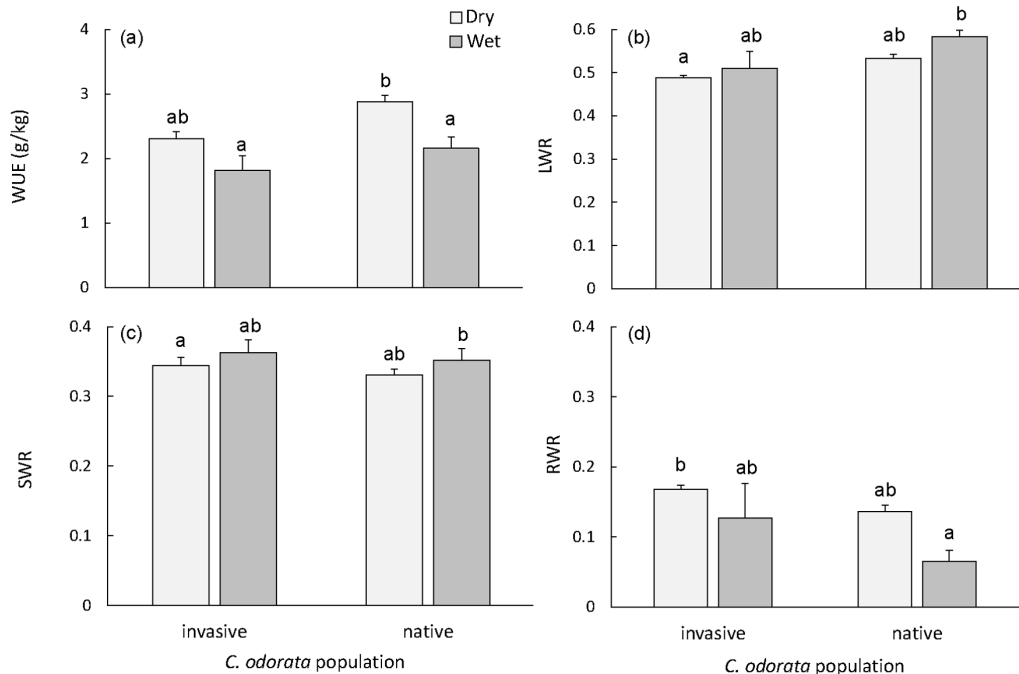 (a)
Dry
Wet
WUE (g/kg)
4
3
2
1
0
ab
a
b
a
(b)
LWR
0.6
0.5
0.4
0.3
0.2
0.1
0
a
ab
ab
b
(c)
SWR
0.4
0.3
0.2
0.1
0
a
ab
ab
b
invasive
native
C. odorata population
(d)
RWR
0.4
0.3
0.2
0.1
0
b
ab
ab
a
invasive
native
C. odorata population